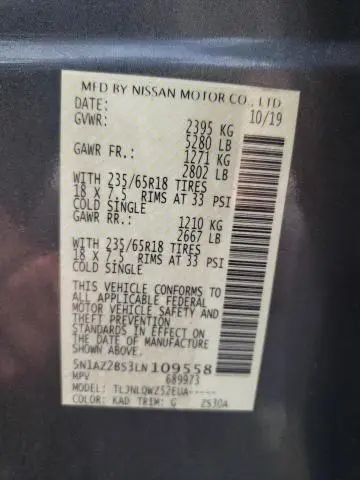 MFD BY NISSAN MOTOR CO., LTD.
DATE: 10/19
GVWR: 2395 KG
5280 LB
GAWR FR.: 1271 KG
2802 LB
WITH 235/65R18 TIRES
18 X 7.5 RIMS AT 33 PSI
COLD SINGLE
GAWR RR.: 1210 KG
2667 LB
WITH 235/65R18 TIRES
18 X 7.5 RIMS AT 33 PSI
COLD SINGLE
THIS VEHICLE CONFORMS TO
ALL APPLICABLE FEDERAL
MOTOR VEHICLE SAFETY AND
THEFT PREVENTION
STANDARDS IN EFFECT ON
THE DATE OF MANUFACTURE
SHOWN ABOVE.
5N1AZ2BS3LN109558
MPV 689973
MODEL: TLJNLQWZ52EUA-----
COLOR: KAD TRIM: G 2S30A